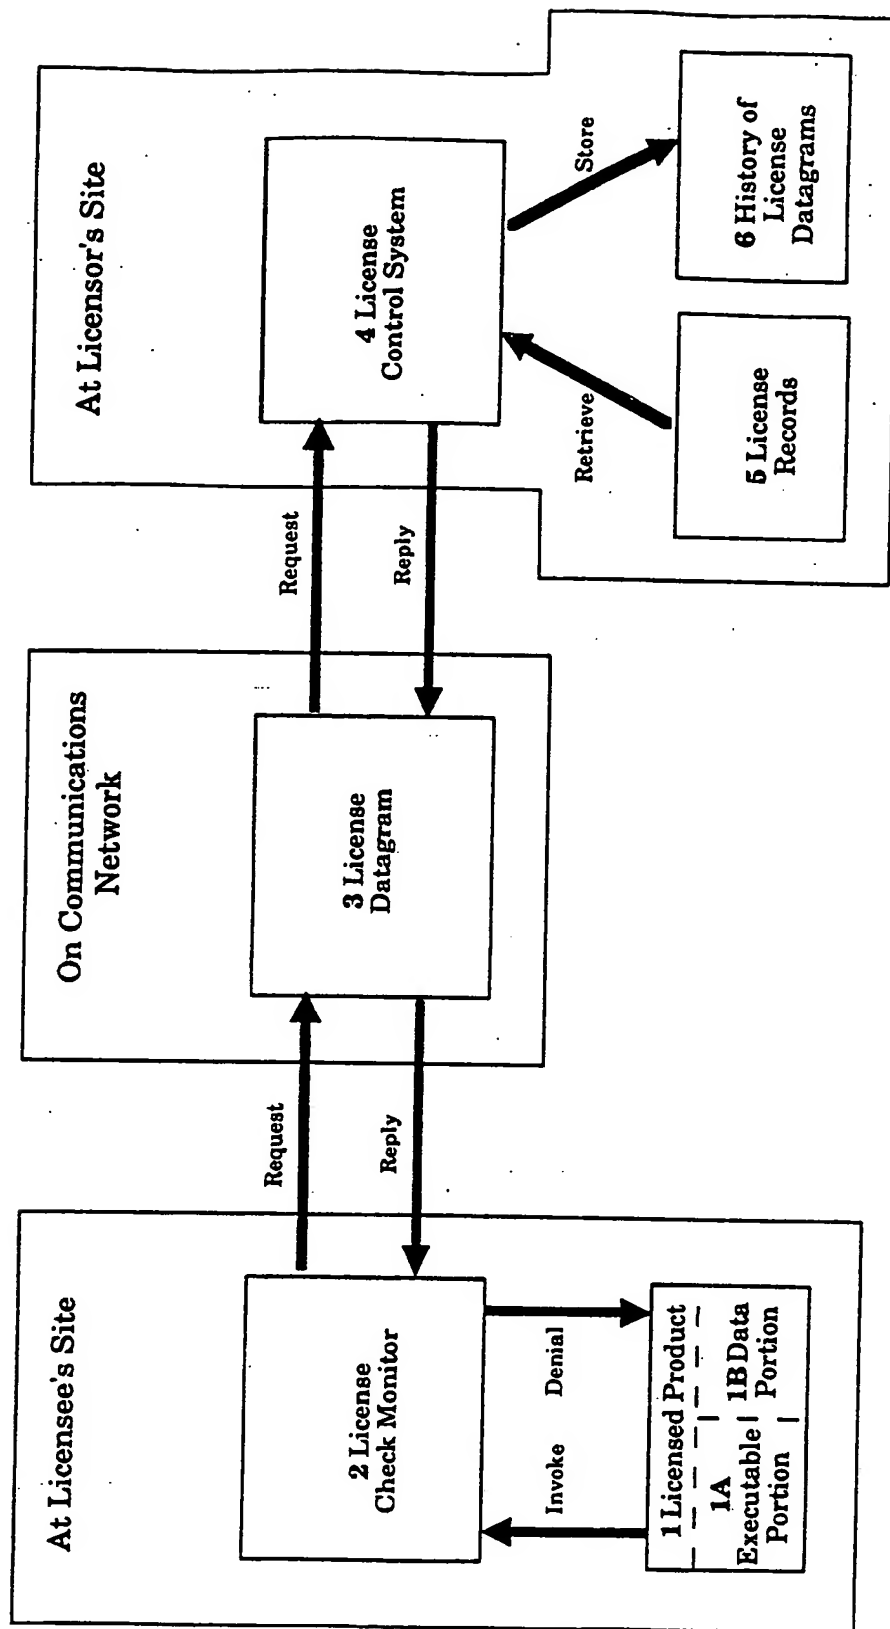 At Licensee's Site
2 License
Check Monitor
Invoke
Denial
1 Licensed Product
1A
Executable
Portion
1B Data
Portion
Request
Reply
On Communications
Network
3 License
Datagram
Request
Reply
At Licensor's Site
4 License
Control System
Retrieve
Store
5 License
Records
6 History of
License
Datagrams